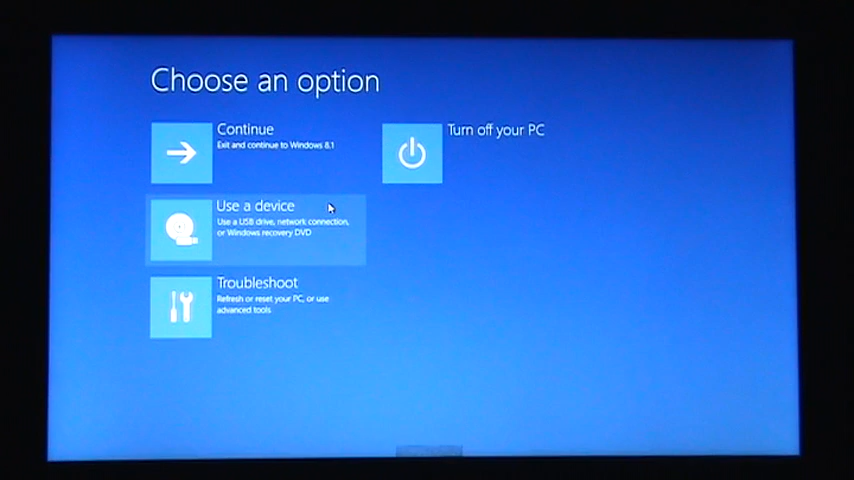 Choose an option
Continue
Exit and continue to Windows 8.1
Turn off your PC
Use a device
Use a USB drive, network connection,
or Windows recovery DVD
Troubleshoot
Refresh or reset your PC, or use
advanced tools